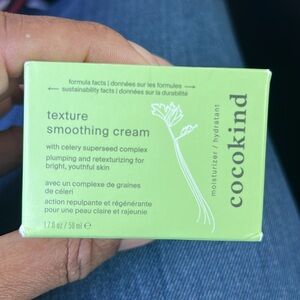 formula facts | données sur les formules →
← sustainability facts | données sur la durabilité
texture
smoothing cream
with celery superseed complex
plumping and retexturizing for
bright, youthful skin
avec un complexe de graines
de céleri
action repulpante et régénérante
pour une peau claire et rajeunie
1.7 fl oz / 50 ml e
moisturizer / hydratant
cocokind